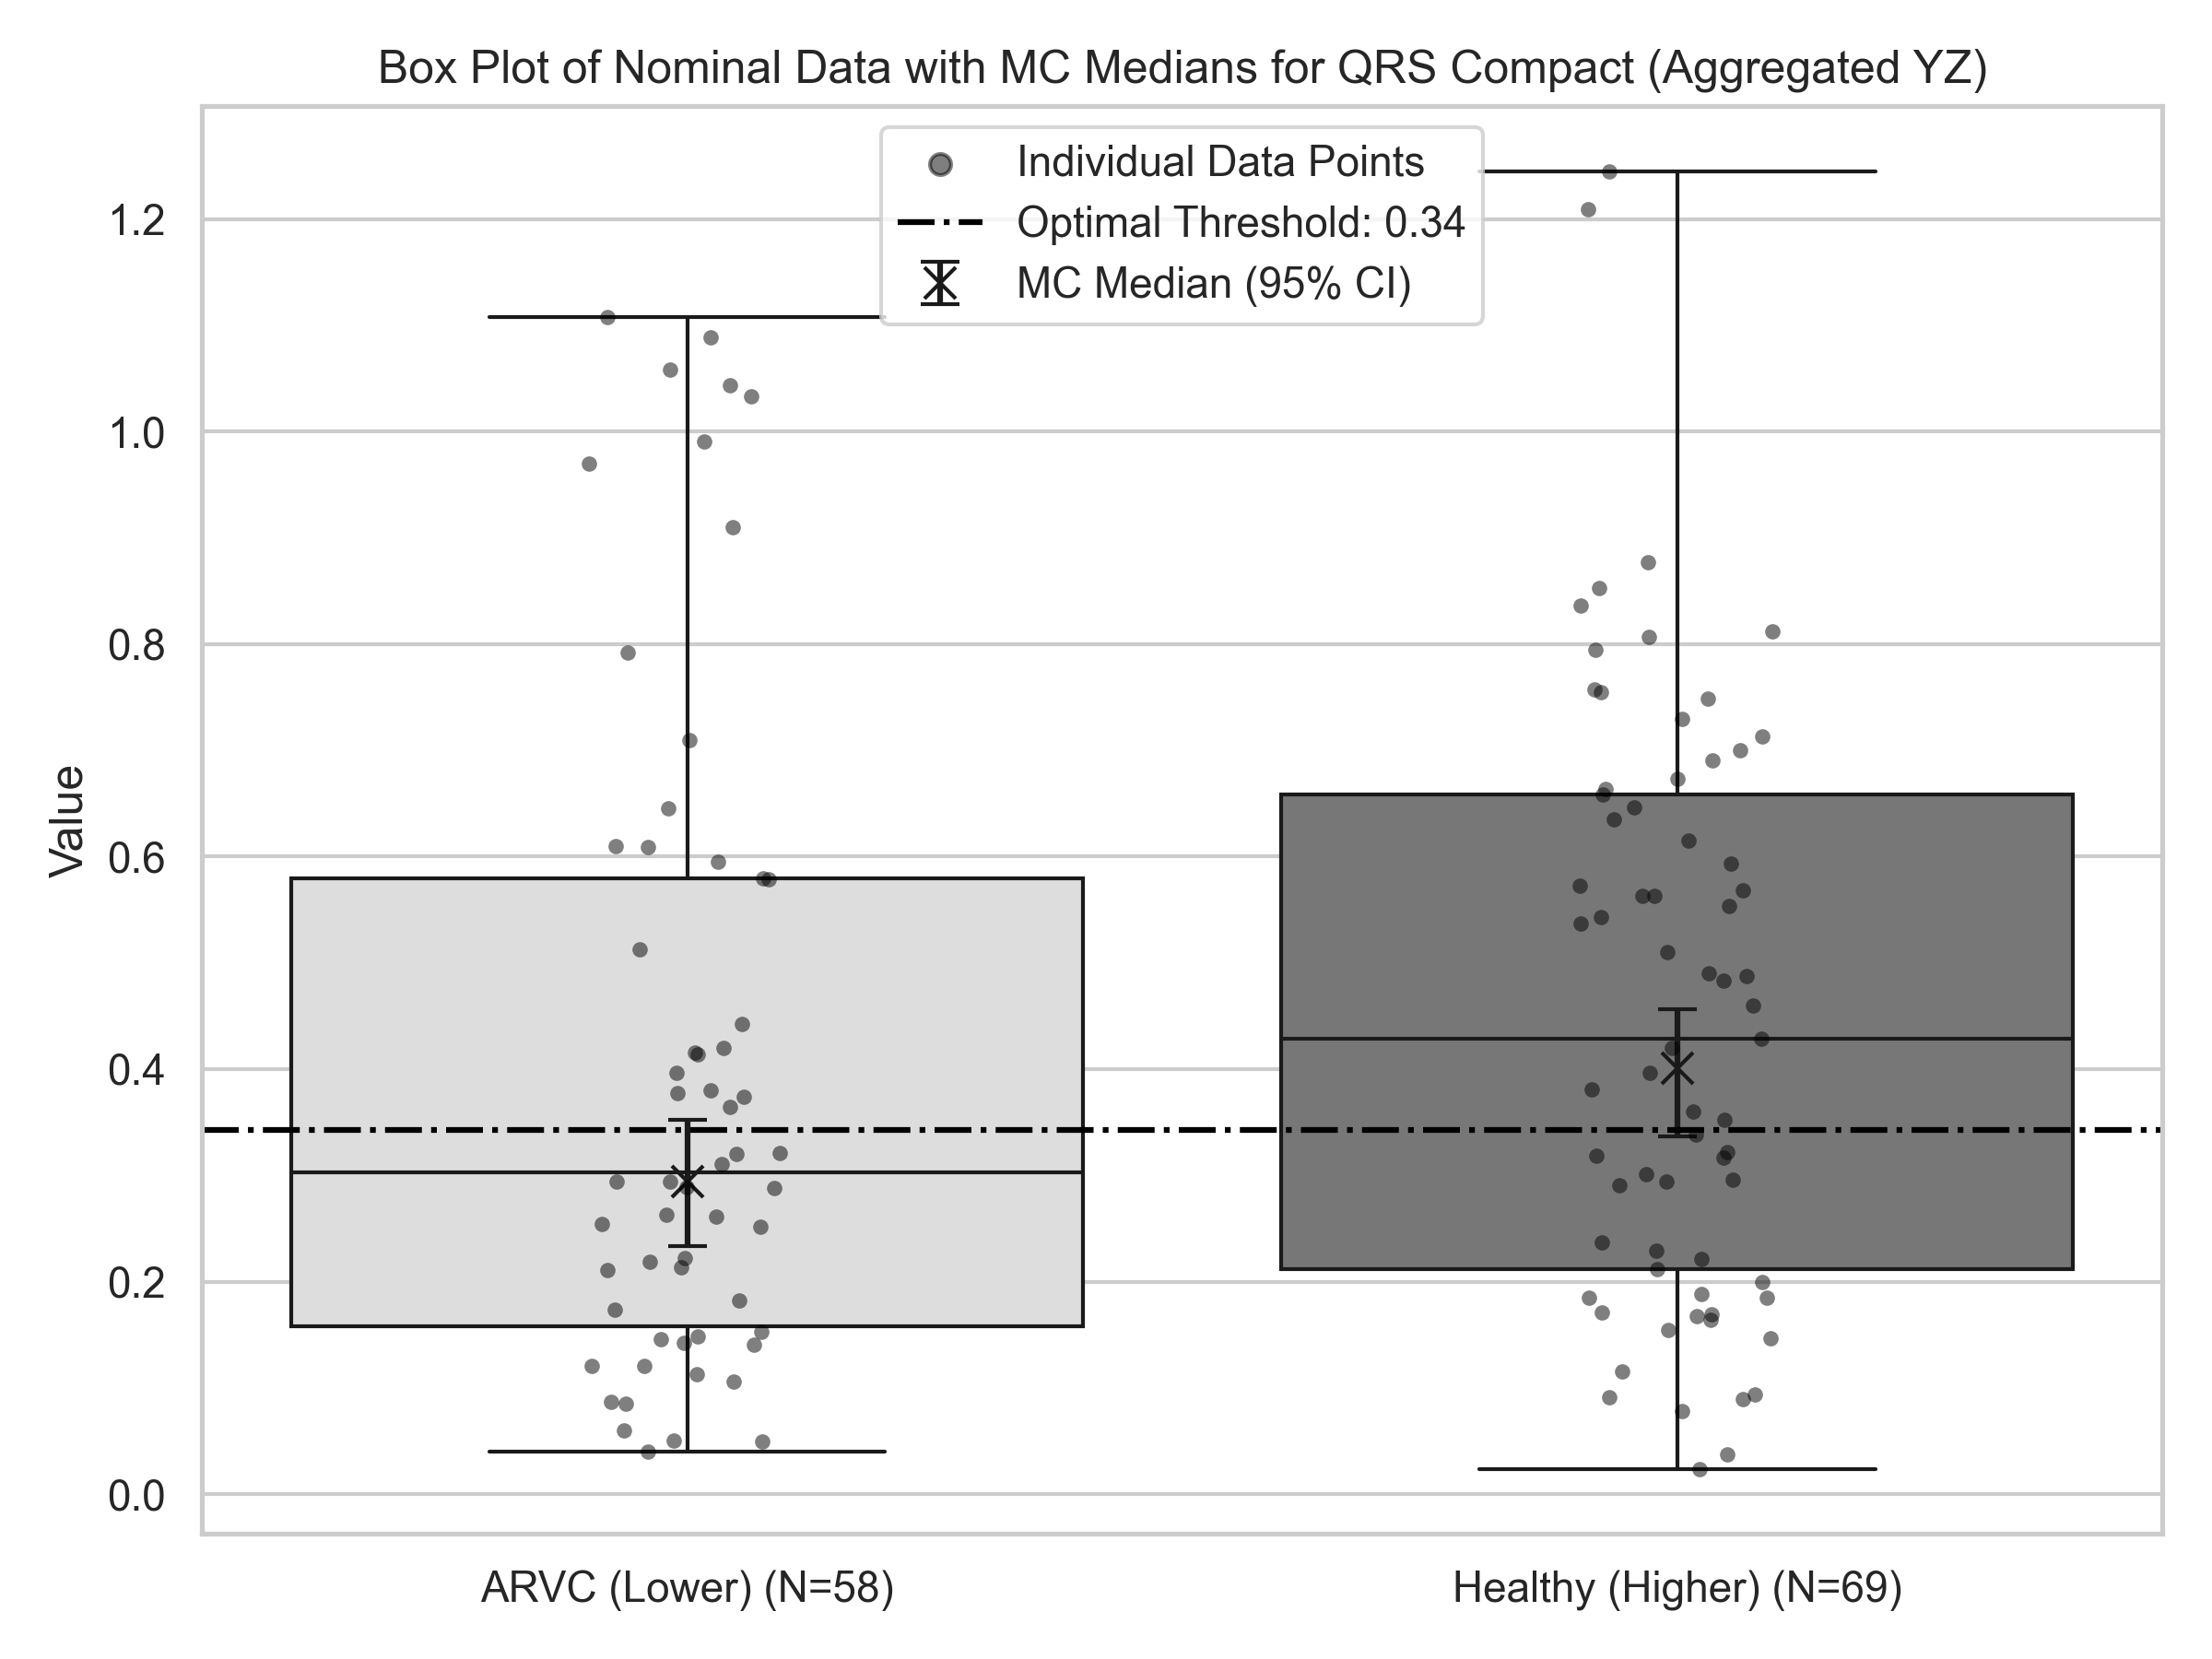 Box Plot of Nominal Data with MC Medians for QRS Compact (Aggregated YZ)
Individual Data Points
Optimal Threshold: 0.34
MC Median (95% CI)
Value
1.2
1.0
0.8
0.6
0.4
0.2
0.0
ARVC (Lower) (N=58)
Healthy (Higher) (N=69)